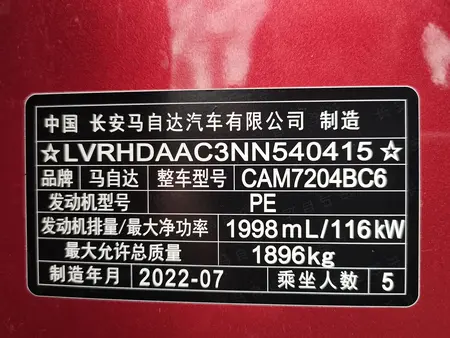 中国 长安马自达汽车有限公司 制造
☆LVRHDAAC3NN540415☆
品牌 马自达 整车型号 CAM7204BC6
发动机型号 PE
发动机排量/最大净功率 1998mL/116kW
最大允许总质量 1896kg
制造年月 2022-07 乘坐人数 5